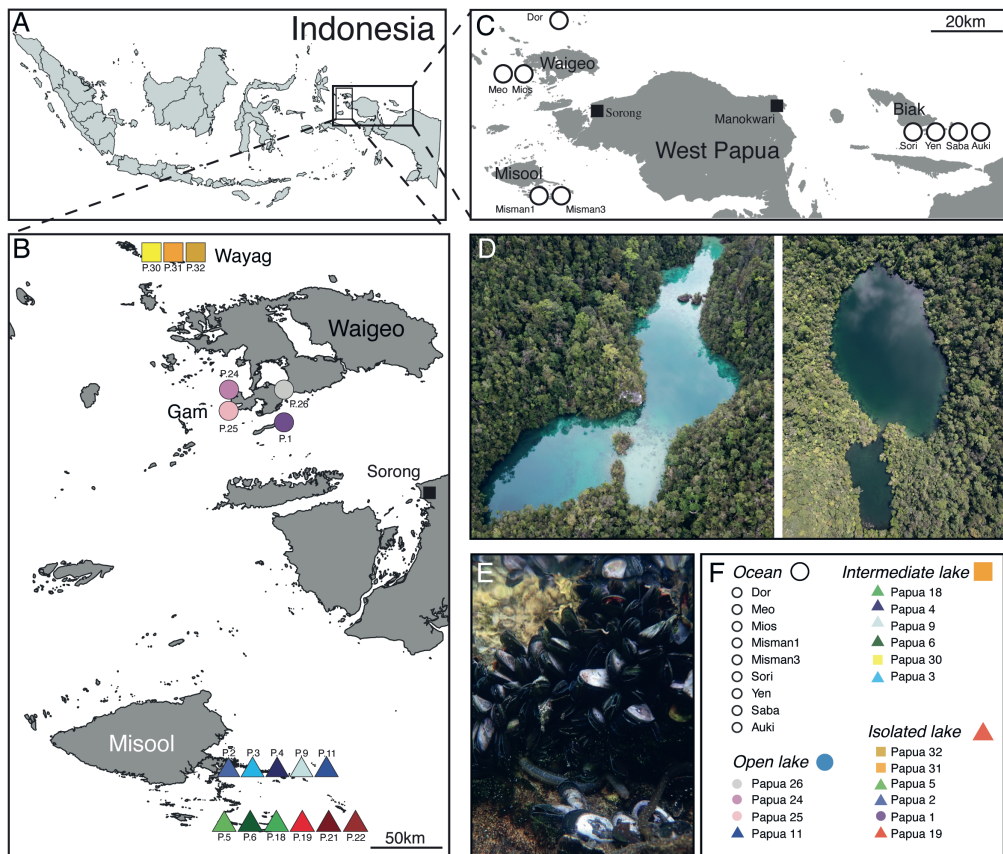 A
Indonesia
B
P.30 P.31 P.32
Wayag
Waigeo
P.24
P.26
Gam
P.25
P.1
Sorong
Misool
P.2 P.3 P.4 P.9 P.11
P.5 P.6 P.18 P.19 P.21 P.22
50km
C
20km
Dor
Waigeo
Meo Mios
Sorong
Manokwari
Biak
Sori Yen Saba Auki
West Papua
Misool
Misman1 Misman3
D
E
F
Ocean
Dor
Meo
Mios
Misman1
Misman3
Sori
Yen
Saba
Auki
Open lake
Papua 26
Papua 24
Papua 25
Papua 11
Intermediate lake
Papua 18
Papua 4
Papua 9
Papua 6
Papua 30
Papua 3
Isolated lake
Papua 32
Papua 31
Papua 5
Papua 2
Papua 1
Papua 19